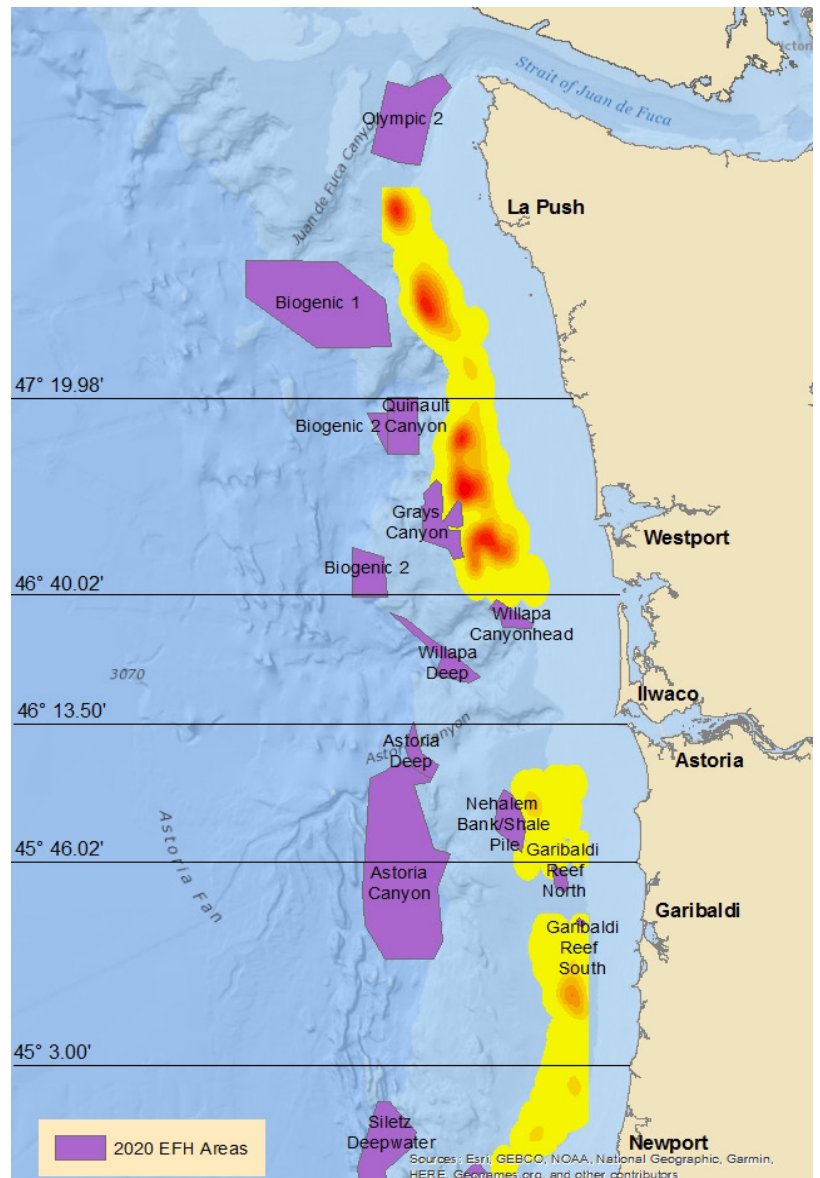 ictor
Strait of Juan de Fuca
Olympic 2
Juan de Fuca Canyo
La Push
Biogenic 1
47° 19.98'
Quinault
Biogenic 2 Canyon
Grays
Canyon
Westport
Biogenic 2
46° 40.02'
Willapa
Canyonhead
Willapa
Deep
3070
Ilwaco
46° 13.50'
Astoria Canyon
Astoria
Deep
Astoria
Nehalem
Bank/Shale
Pile
Astoria Fan
45° 46.02'
Garibaldi
Reef
North
Astoria
Canyon
Garibaldi
Garibaldi
Reef
South
45° 3.00'
Siletz
Deepwater
2020 EFH Areas
Newport
Sources: Esri, GEBCO, NOAA, National Geographic, Garmin,
HERE, Geonames.org, and other contributors